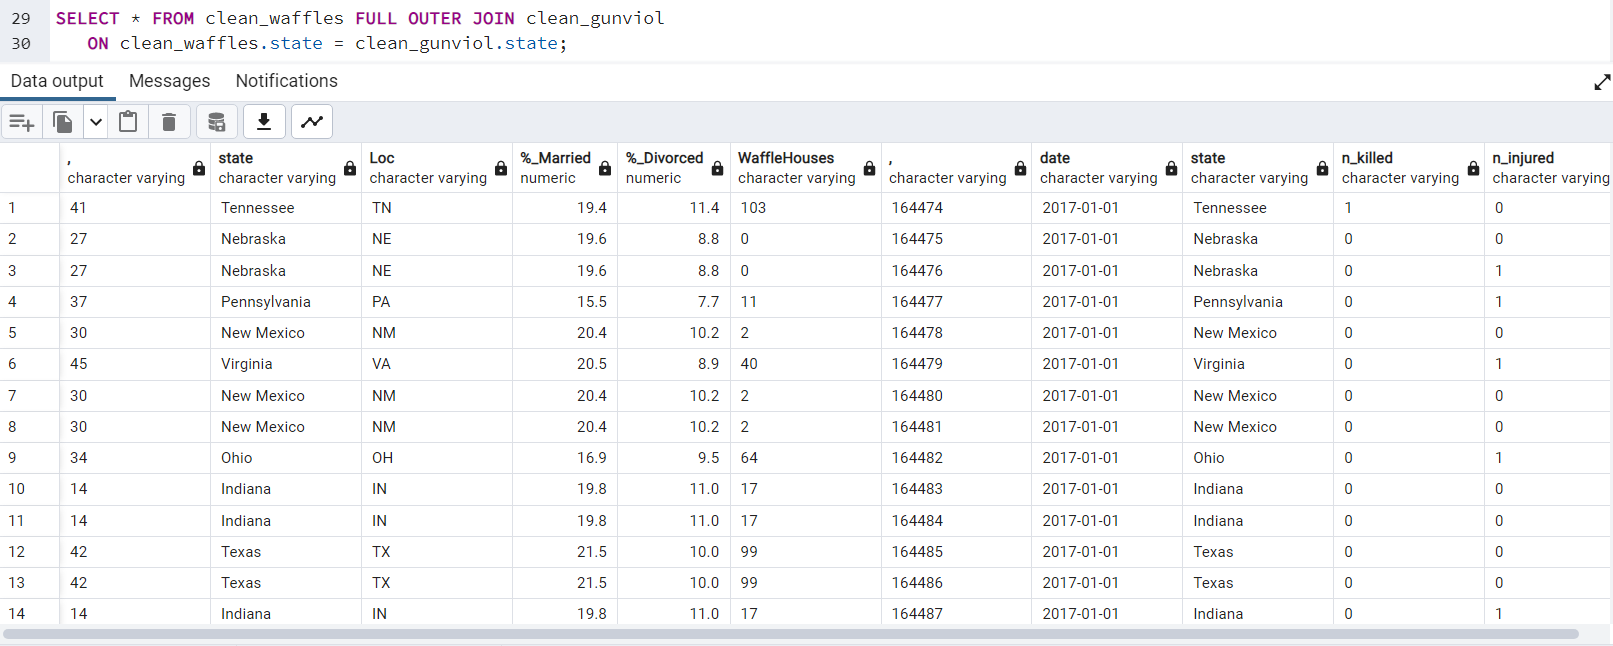 29 SELECT * FROM clean_waffles FULL OUTER JOIN clean_gunviol
30 ON clean_waffles.state = clean_gunviol.state;
Data output Messages Notifications
, state Loc %_Married %_Divorced WaffleHouses , date state n_killed n_injured
character varying character varying character varying numeric numeric character varying character varying character varying character varying character varying character varying
1 41 Tennessee TN 19.4 11.4 103 164474 2017-01-01 Tennessee 1 0
2 27 Nebraska NE 19.6 8.8 0 164475 2017-01-01 Nebraska 0 0
3 27 Nebraska NE 19.6 8.8 0 164476 2017-01-01 Nebraska 0 1
4 37 Pennsylvania PA 15.5 7.7 11 164477 2017-01-01 Pennsylvania 0 1
5 30 New Mexico NM 20.4 10.2 2 164478 2017-01-01 New Mexico 0 0
6 45 Virginia VA 20.5 8.9 40 164479 2017-01-01 Virginia 0 1
7 30 New Mexico NM 20.4 10.2 2 164480 2017-01-01 New Mexico 0 0
8 30 New Mexico NM 20.4 10.2 2 164481 2017-01-01 New Mexico 0 0
9 34 Ohio OH 16.9 9.5 64 164482 2017-01-01 Ohio 0 1
10 14 Indiana IN 19.8 11.0 17 164483 2017-01-01 Indiana 0 0
11 14 Indiana IN 19.8 11.0 17 164484 2017-01-01 Indiana 0 0
12 42 Texas TX 21.5 10.0 99 164485 2017-01-01 Texas 0 0
13 42 Texas TX 21.5 10.0 99 164486 2017-01-01 Texas 0 0
14 14 Indiana IN 19.8 11.0 17 164487 2017-01-01 Indiana 0 1